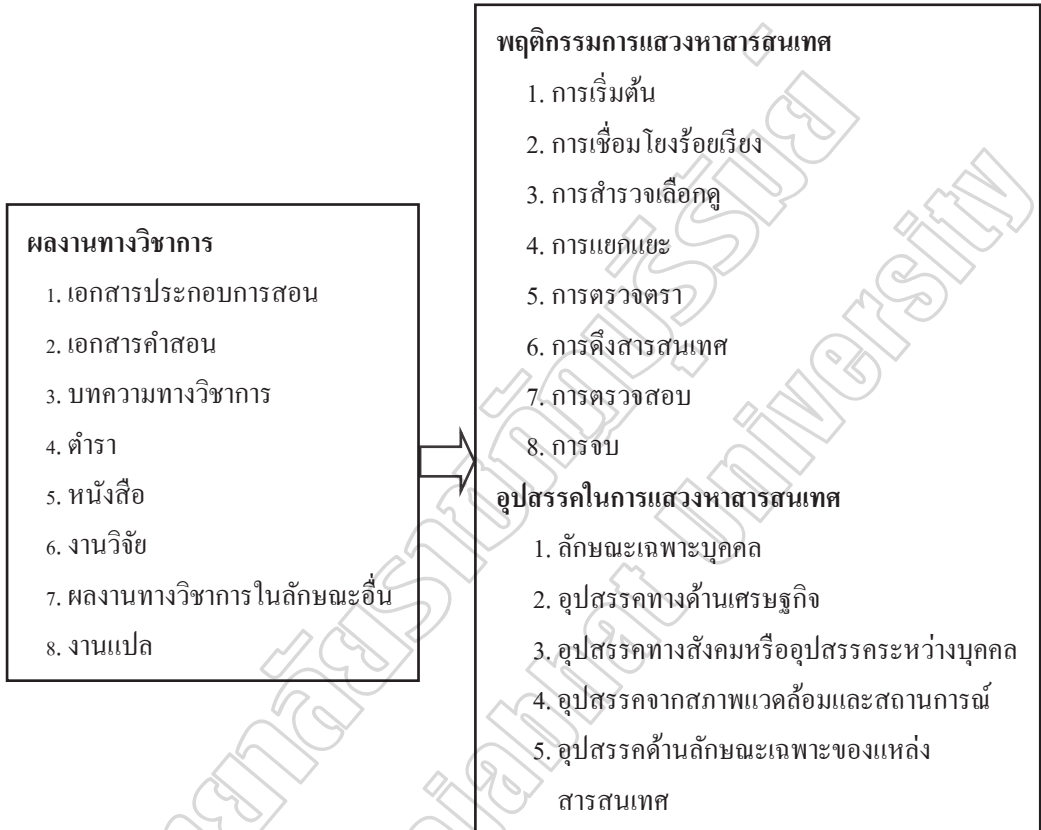 ผลงานทางวิชาการ
1. เอกสารประกอบการสอน
2. เอกสารคำสอน
3. บทความทางวิชาการ
4. ตำรา
5. หนังสือ
6. งานวิจัย
7. ผลงานทางวิชาการในลักษณะอื่น
8. งานแปล
พฤติกรรมการแสวงหาสารสนเทศ
1. การเริ่มต้น
2. การเชื่อมโยงร้อยเรียง
3. การสำรวจเลือกดู
4. การแยกแยะ
5. การตรวจตรา
6. การดึงสารสนเทศ
7. การตรวจสอบ
8. การจบ
อุปสรรคในการแสวงหาสารสนเทศ
1. ลักษณะเฉพาะบุคคล
2. อุปสรรคทางด้านเศรษฐกิจ
3. อุปสรรคทางสังคมหรืออุปสรรคระหว่างบุคคล
4. อุปสรรคจากสภาพแวดล้อมและสถานการณ์
5. อุปสรรคด้านลักษณะเฉพาะของแหล่ง
สารสนเทศ
University